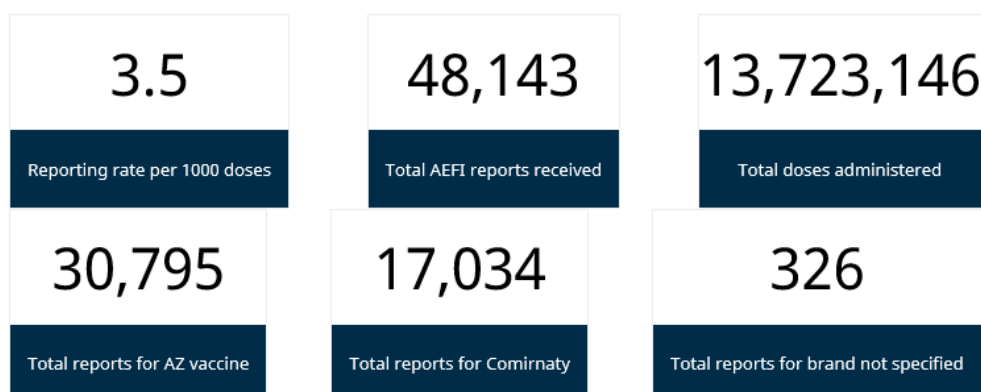 3.5
48,143
13,723,146
Reporting rate per 1000 doses
Total AEFI reports received
Total doses administered
30,795
17,034
326
Total reports for AZ vaccine
Total reports for Comirnaty
Total reports for brand not specified